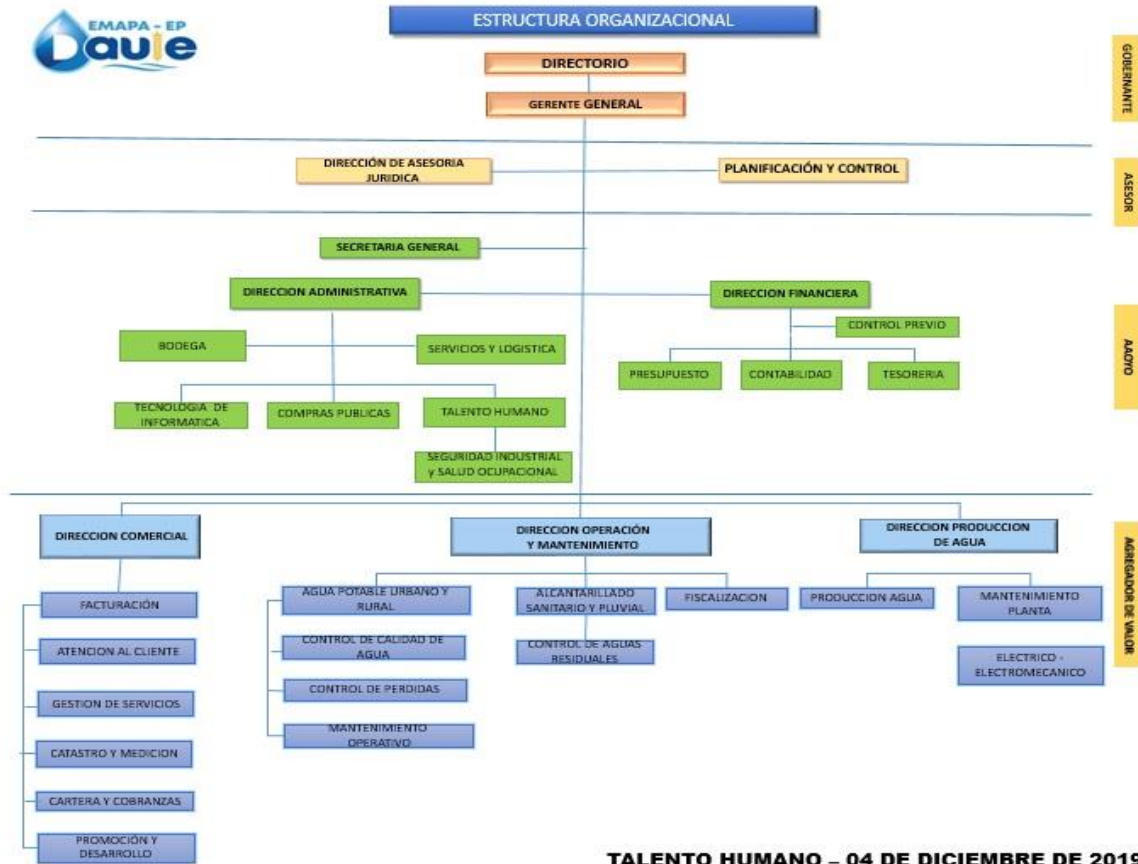 EMAPA - EP
Daule
ESTRUCTURA ORGANIZACIONAL
DIRECTORIO
GERENTE GENERAL
GOBERNANTE
DIRECCIÓN DE ASESORIA
JURIDICA
PLANIFICACIÓN Y CONTROL
ASESOR
SECRETARIA GENERAL
DIRECCION ADMINISTRATIVA
DIRECCION FINANCIERA
CONTROL PREVIO
BODEGA
SERVICIOS Y LOGISTICA
PRESUPUESTO
CONTABILIDAD
TESORERIA
AAOYO
TECNOLOGIA DE
INFORMATICA
COMPRAS PUBLICAS
TALENTO HUMANO
SEGURIDAD INDUSTRIAL
y SALUD OCUPACIONAL
DIRECCION COMERCIAL
DIRECCION OPERACIÓN
Y MANTENIMIENTO
DIRECCION PRODUCCION
DE AGUA
AGREGADOR DE VALOR
FACTURACIÓN
ATENCION AL CLIENTE
GESTION DE SERVICIOS
CATASTRO Y MEDICION
CARTERA Y COBRANZAS
PROMOCIÓN Y
DESARROLLO
AGUA POTABLE URBANO Y
RURAL
CONTROL DE CALIDAD DE
AGUA
CONTROL DE PERDIDAS
MANTENIMIENTO
OPERATIVO
ALCANTARILLADO
SANITARIO Y PLUVIAL
CONTROL DE AGUAS
RESIDUALES
FISCALIZACION
PRODUCCION AGUA
MANTENIMIENTO
PLANTA
ELECTRICO -
ELECTROMECANICO
TALENTO HUMANO – 04 DE DICIEMBRE DE 2019